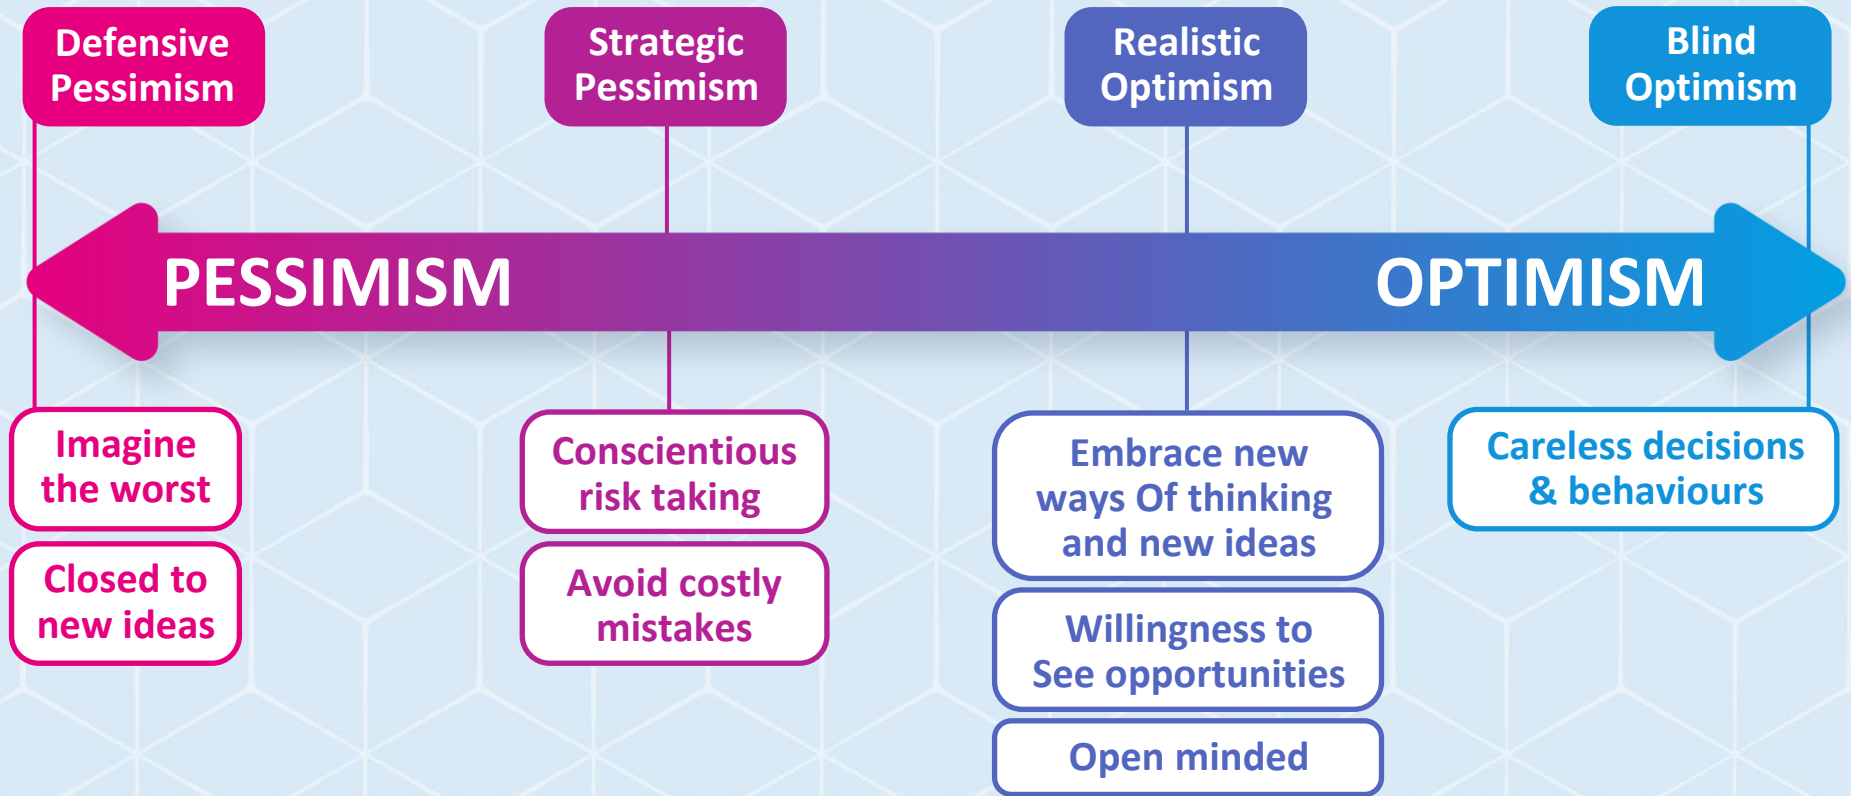 Defensive
Pessimism
Strategic
Pessimism
Realistic
Optimism
Blind
Optimism
PESSIMISM
OPTIMISM
Imagine
the worst
Closed to
new ideas
Conscientious
risk taking
Avoid costly
mistakes
Embrace new
ways Of thinking
and new ideas
Willingness to
See opportunities
Open minded
Careless decisions
& behaviours